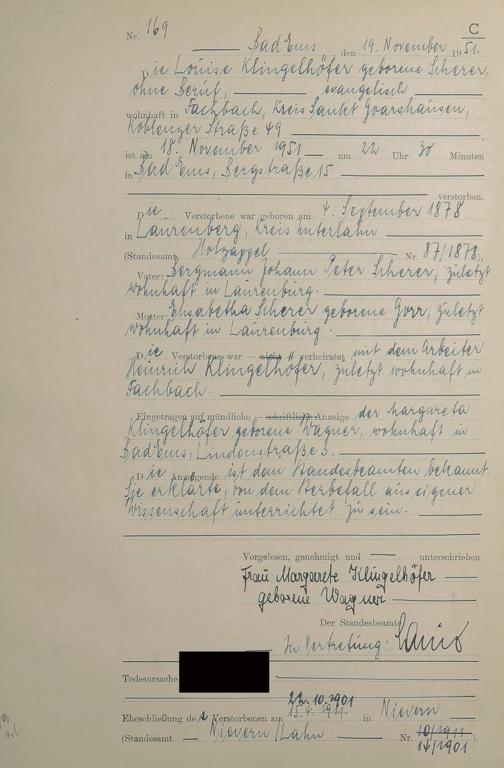 C
Nr. 169
Bad Ems, den 19. November 1951.
Die Louise Klingelhöfer geborene Scherer,
ohne Beruf, evangelisch
wohnhaft in Fachbach, Kreis Sankt Goarshausen,
Koblenzer Straße 49
ist am 18. November 1951 um 22 Uhr 30 Minuten
in Bad Ems, Bergstraße 15
verstorben.
Die Verstorbene war geboren am 4. September 1878
in Laurenburg, Kreis Unterlahn
(Standesamt Holzappel Nr. 87/1878).
Vater: Bergmann Johann Peter Scherer, zuletzt
wohnhaft in Laurenburg.
Mutter: Elisabetha Scherer geborene Gorr, zuletzt
wohnhaft in Laurenburg.
Die Verstorbene war – nicht – verheiratet mit dem Arbeiter
Heinrich Klingelhöfer, zuletzt wohnhaft in
Fachbach.
Eingetragen auf mündliche – schriftliche Anzeige der Margareta
Klingelhöfer geborene Wagner, wohnhaft in
Bad Ems, Lindenstraße 3.
Die Anzeigende ist dem Standesbeamten bekannt.
Sie erklärte, von dem Sterbefall aus eigener
Wissenschaft unterrichtet zu sein.
Vorgelesen, genehmigt und unterschrieben
Frau Margarete Klingelhöfer
geborene Wagner
Der Standesbeamte
In Vertretung:
Todesursache
22.10.1901
Eheschließung der Verstorbenen am in Nievern
(Standesamt Nievern/Lahn Nr. 10/1911
14/1901).